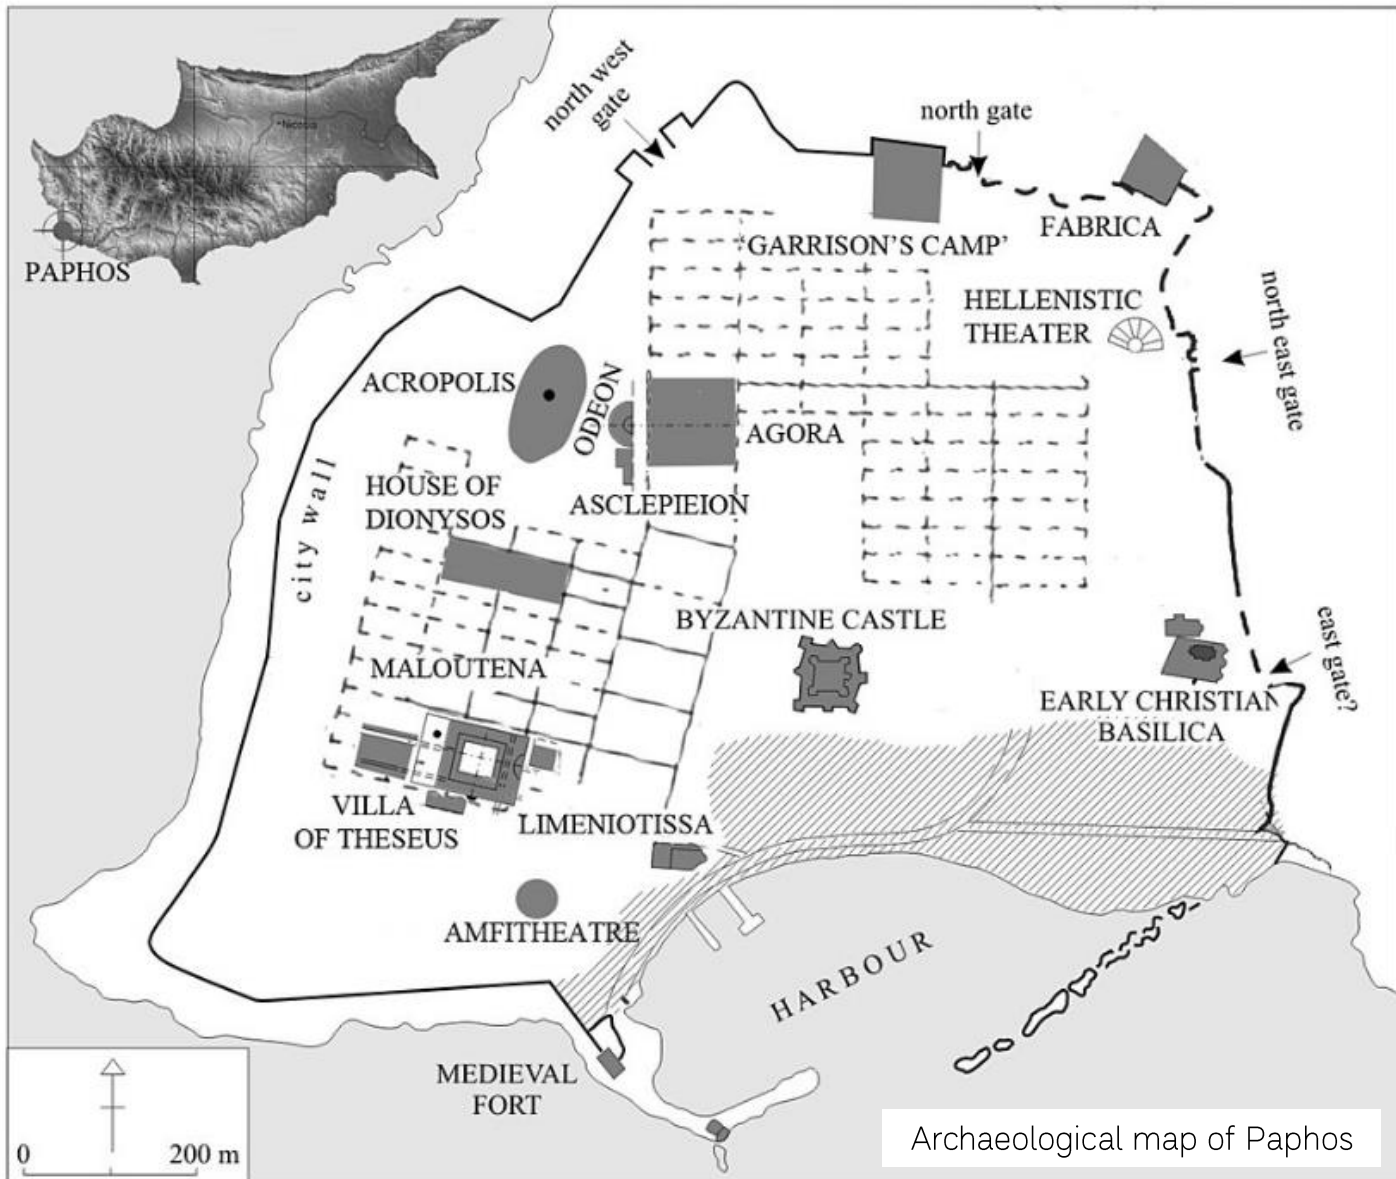 Nicosia
PAPHOS
north west
gate
north gate
'GARRISON'S CAMP'
FABRICA
HELLENISTIC
THEATER
north east gate
ACROPOLIS
ODEON
AGORA
city wall
HOUSE OF
DIONYSOS
ASCLEPIEION
BYZANTINE CASTLE
MALOUTENA
east gate?
EARLY CHRISTIAN
BASILICA
VILLA
OF THESEUS
LIMENIOTISSA
AMFITHEATRE
HARBOUR
MEDIEVAL
FORT
0 200 m
Archaeological map of Paphos